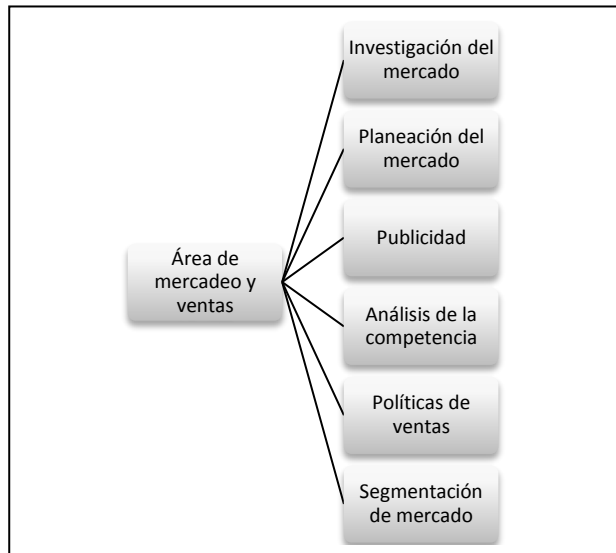 Investigación del
mercado
Planeación del
mercado
Publicidad
Área de
mercadeo y
ventas
Análisis de la
competencia
Políticas de
ventas
Segmentación
de mercado